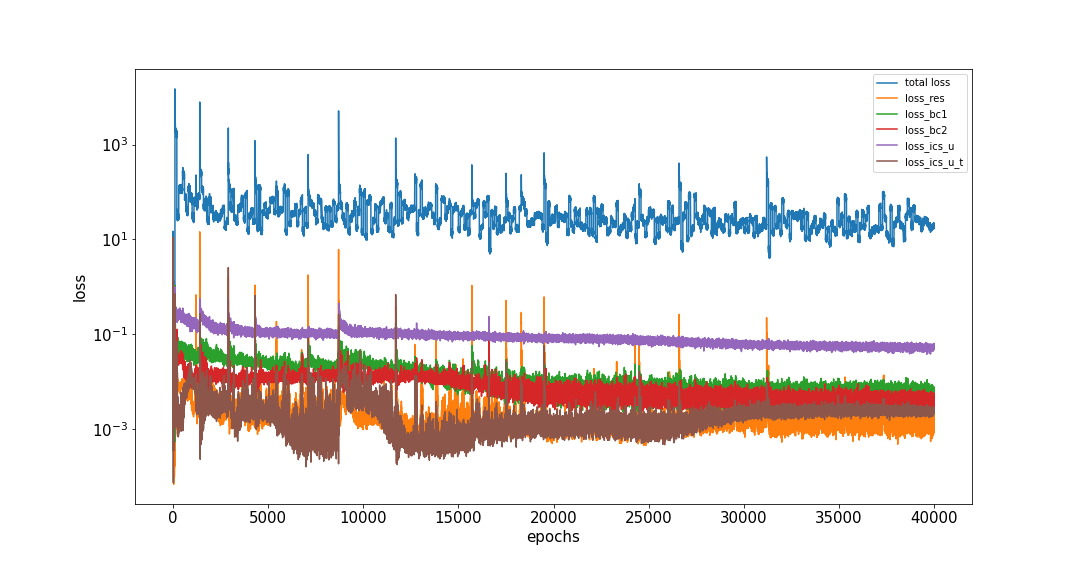 total loss
loss_res
loss_bc1
loss_bc2
loss_ics_u
loss_ics_u_t
10^3
10^1
10^−1
10^−3
loss
0 5000 10000 15000 20000 25000 30000 35000 40000
epochs